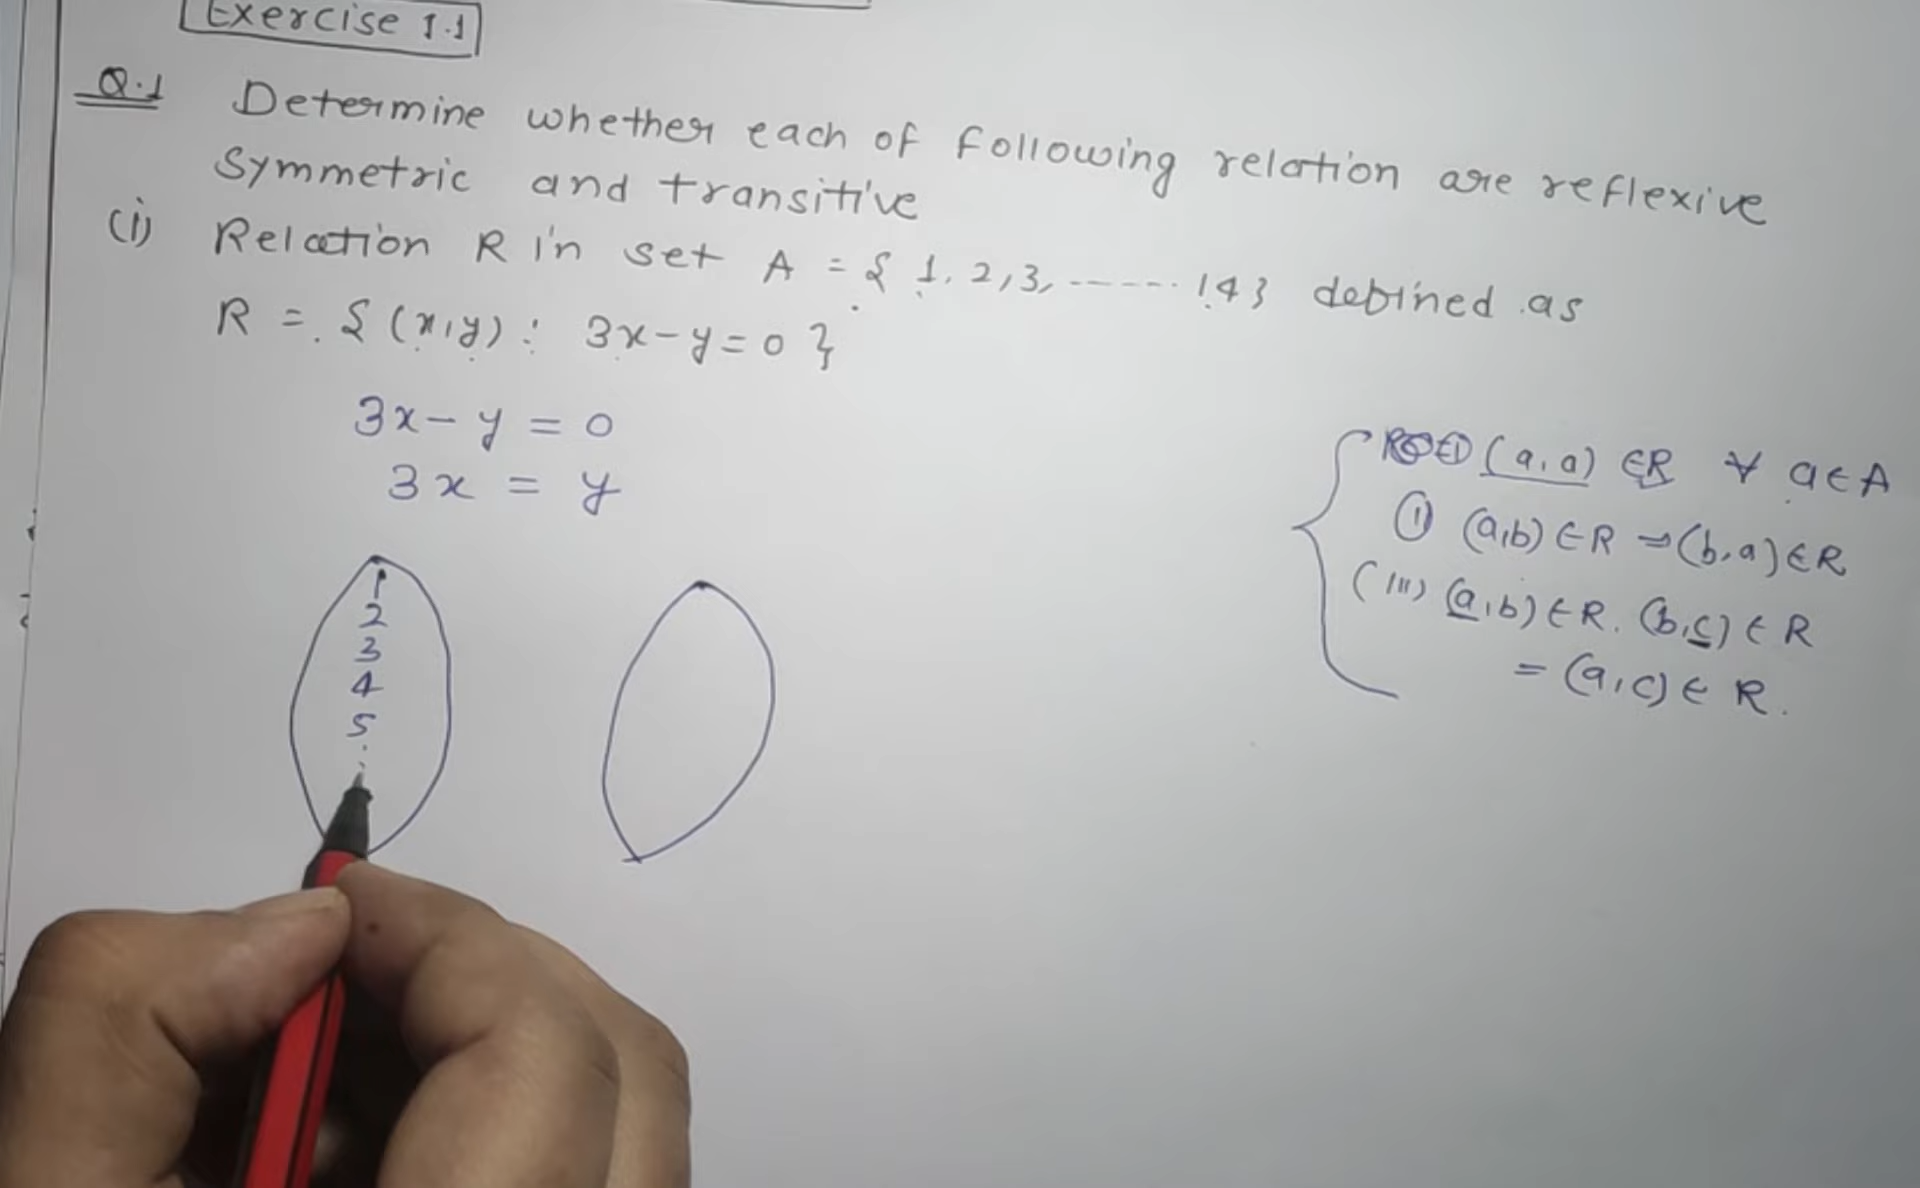 Exercise 1.1
Q.1 Determine whether each of following relation are reflexive
symmetric and transitive
(i) Relation R in set A = { 1, 2, 3, ------ 14 } defined as
R = { (x, y) : 3x - y = 0 }
3x - y = 0
3x = y
1
2
3
4
5
(a, a) ∈ R ∀ a ∈ A
(a, b) ∈ R ⇒ (b, a) ∈ R
(III) (a, b) ∈ R. (b, c) ∈ R
= (a, c) ∈ R.